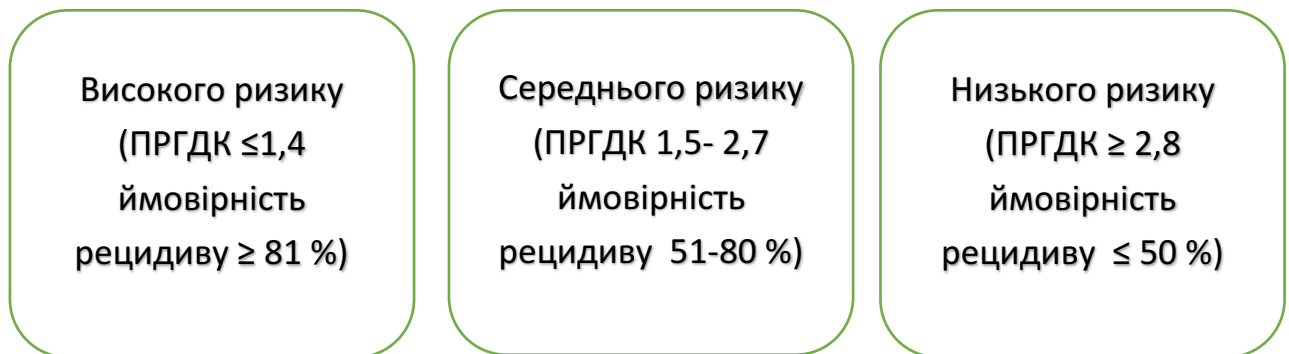 Високого ризику
(ПРГДК ≤1,4
ймовірність
рецидиву ≥ 81 %)
Середнього ризику
(ПРГДК 1,5- 2,7
ймовірність
рецидиву 51-80 %)
Низького ризику
(ПРГДК ≥ 2,8
ймовірність
рецидиву ≤ 50 %)